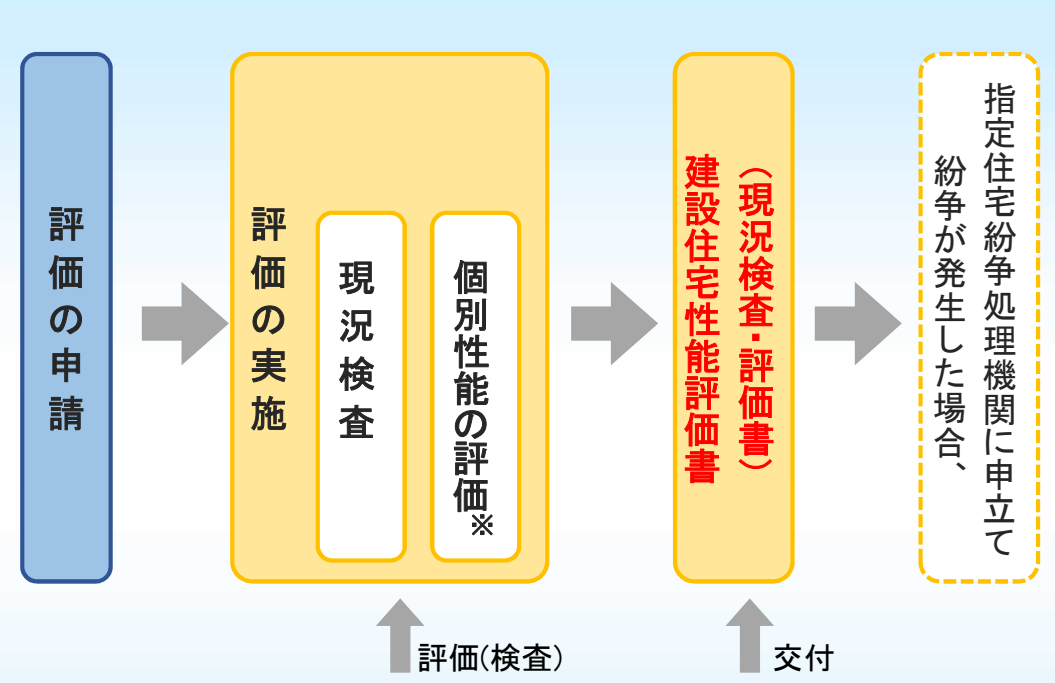 評価の申請
評価の実施
現況検査
個別性能の評価※
建設住宅性能評価書
（現況検査・評価書）
紛争が発生した場合、
指定住宅紛争処理機関に申立て
評価(検査)
交付